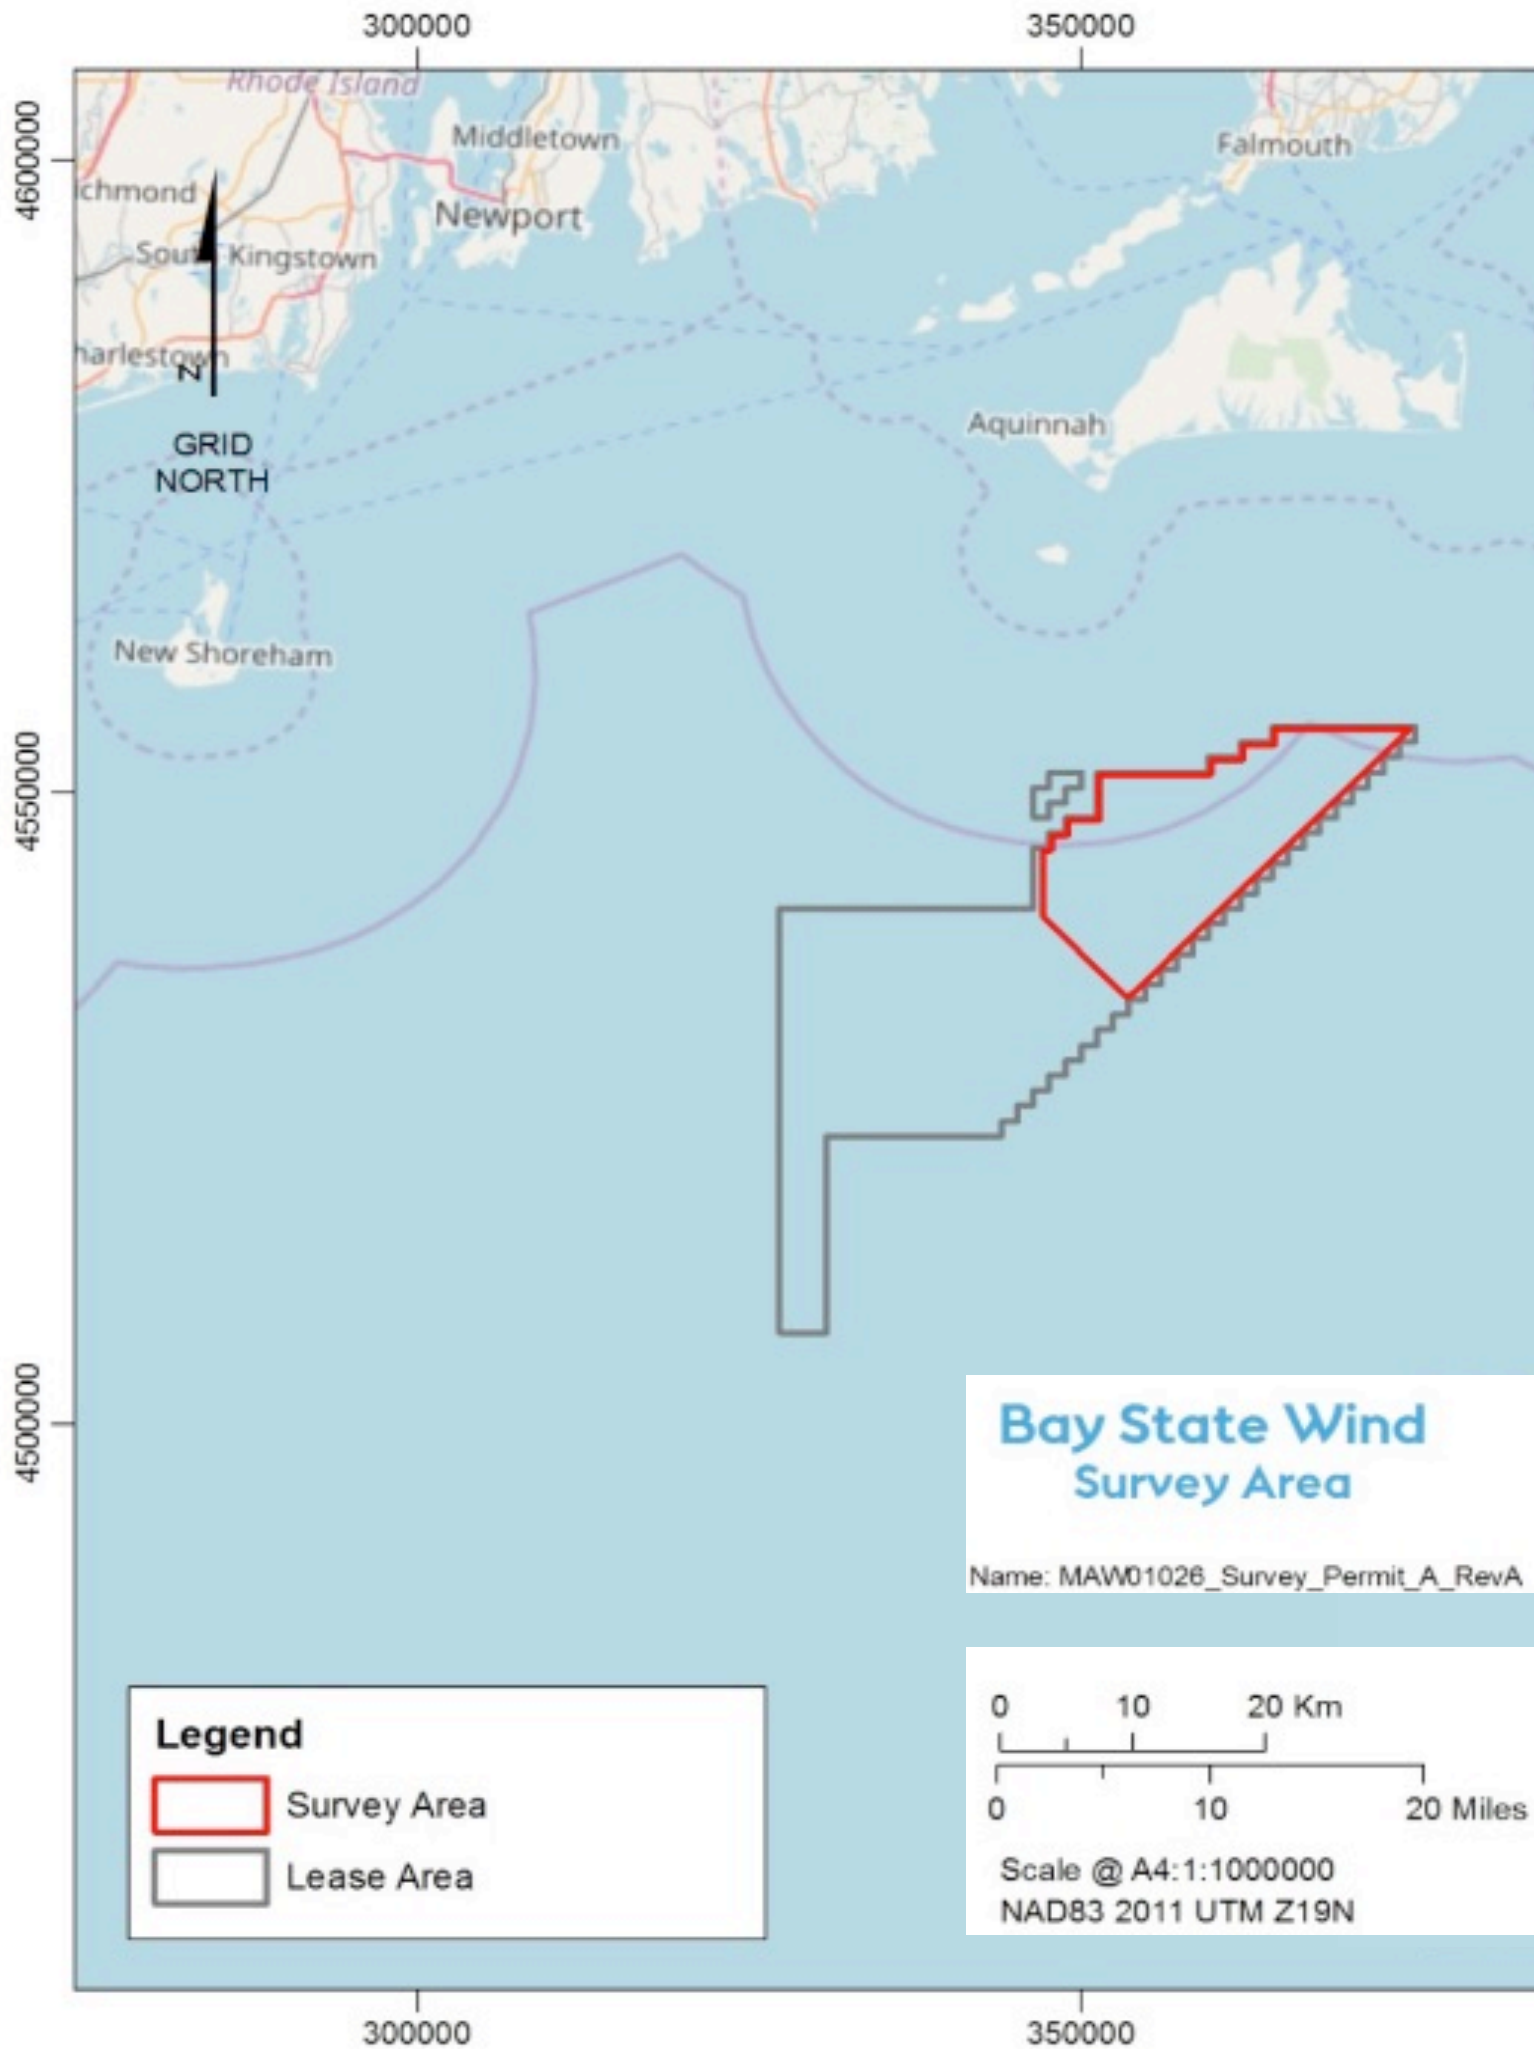 300000
350000
4600000
4550000
4500000
Rhode Island
Middletown
Falmouth
ichmond
Newport
South Kingstown
harlestown
N
GRID
NORTH
Aquinnah
New Shoreham
Bay State Wind
Survey Area
Name: MAW01026_Survey_Permit_A_RevA
Legend
Survey Area
Lease Area
0 10 20 Km
0 10 20 Miles
Scale @ A4:1:1000000
NAD83 2011 UTM Z19N
300000
350000